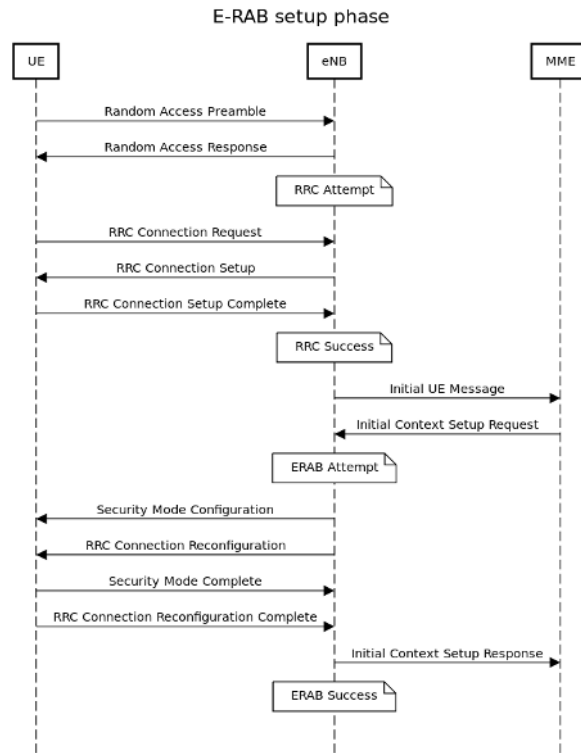 E-RAB setup phase
UE
eNB
MME
Random Access Preamble
Random Access Response
RRC Attempt
RRC Connection Request
RRC Connection Setup
RRC Connection Setup Complete
RRC Success
Initial UE Message
Initial Context Setup Request
ERAB Attempt
Security Mode Configuration
RRC Connection Reconfiguration
Security Mode Complete
RRC Connection Reconfiguration Complete
Initial Context Setup Response
ERAB Success